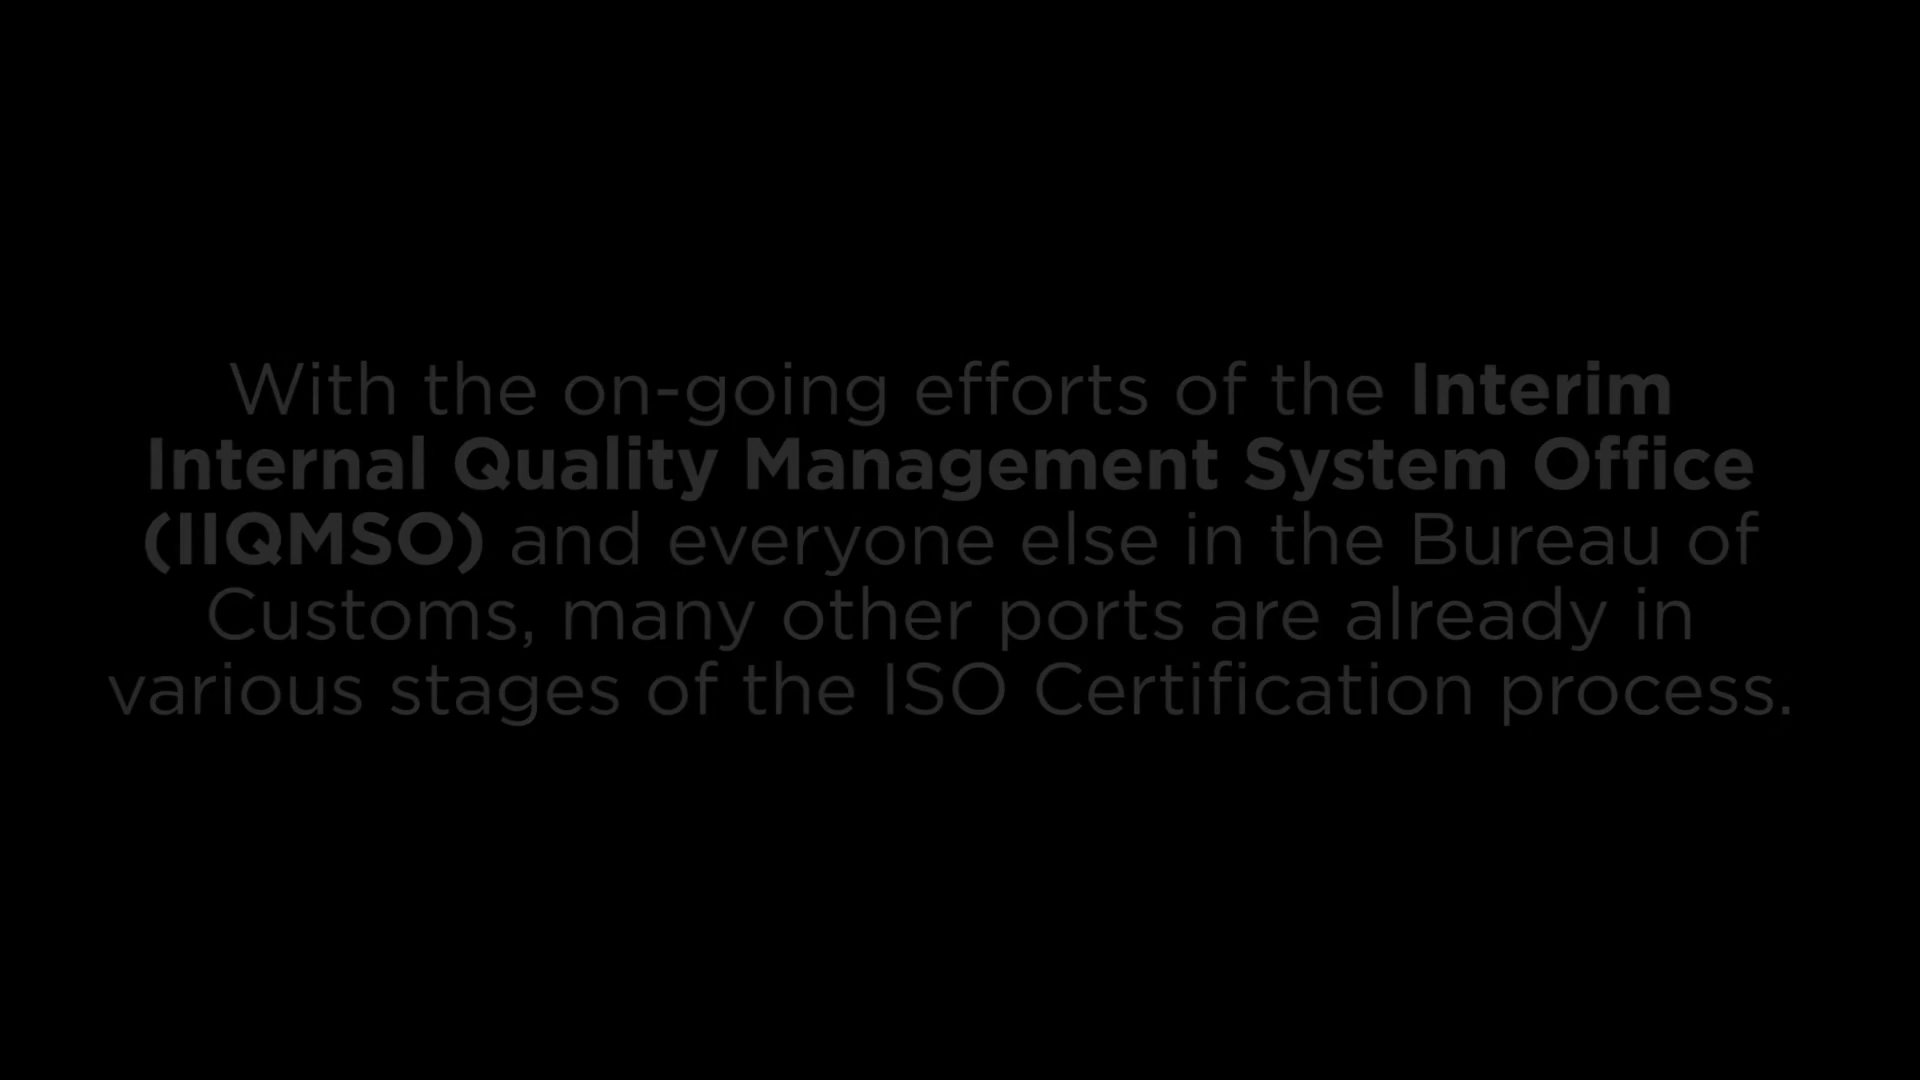 With the on-going efforts of the Interim
Internal Quality Management System Office
(IIQMSO) and everyone else in the Bureau of
Customs, many other ports are already in
various stages of the ISO Certification process.